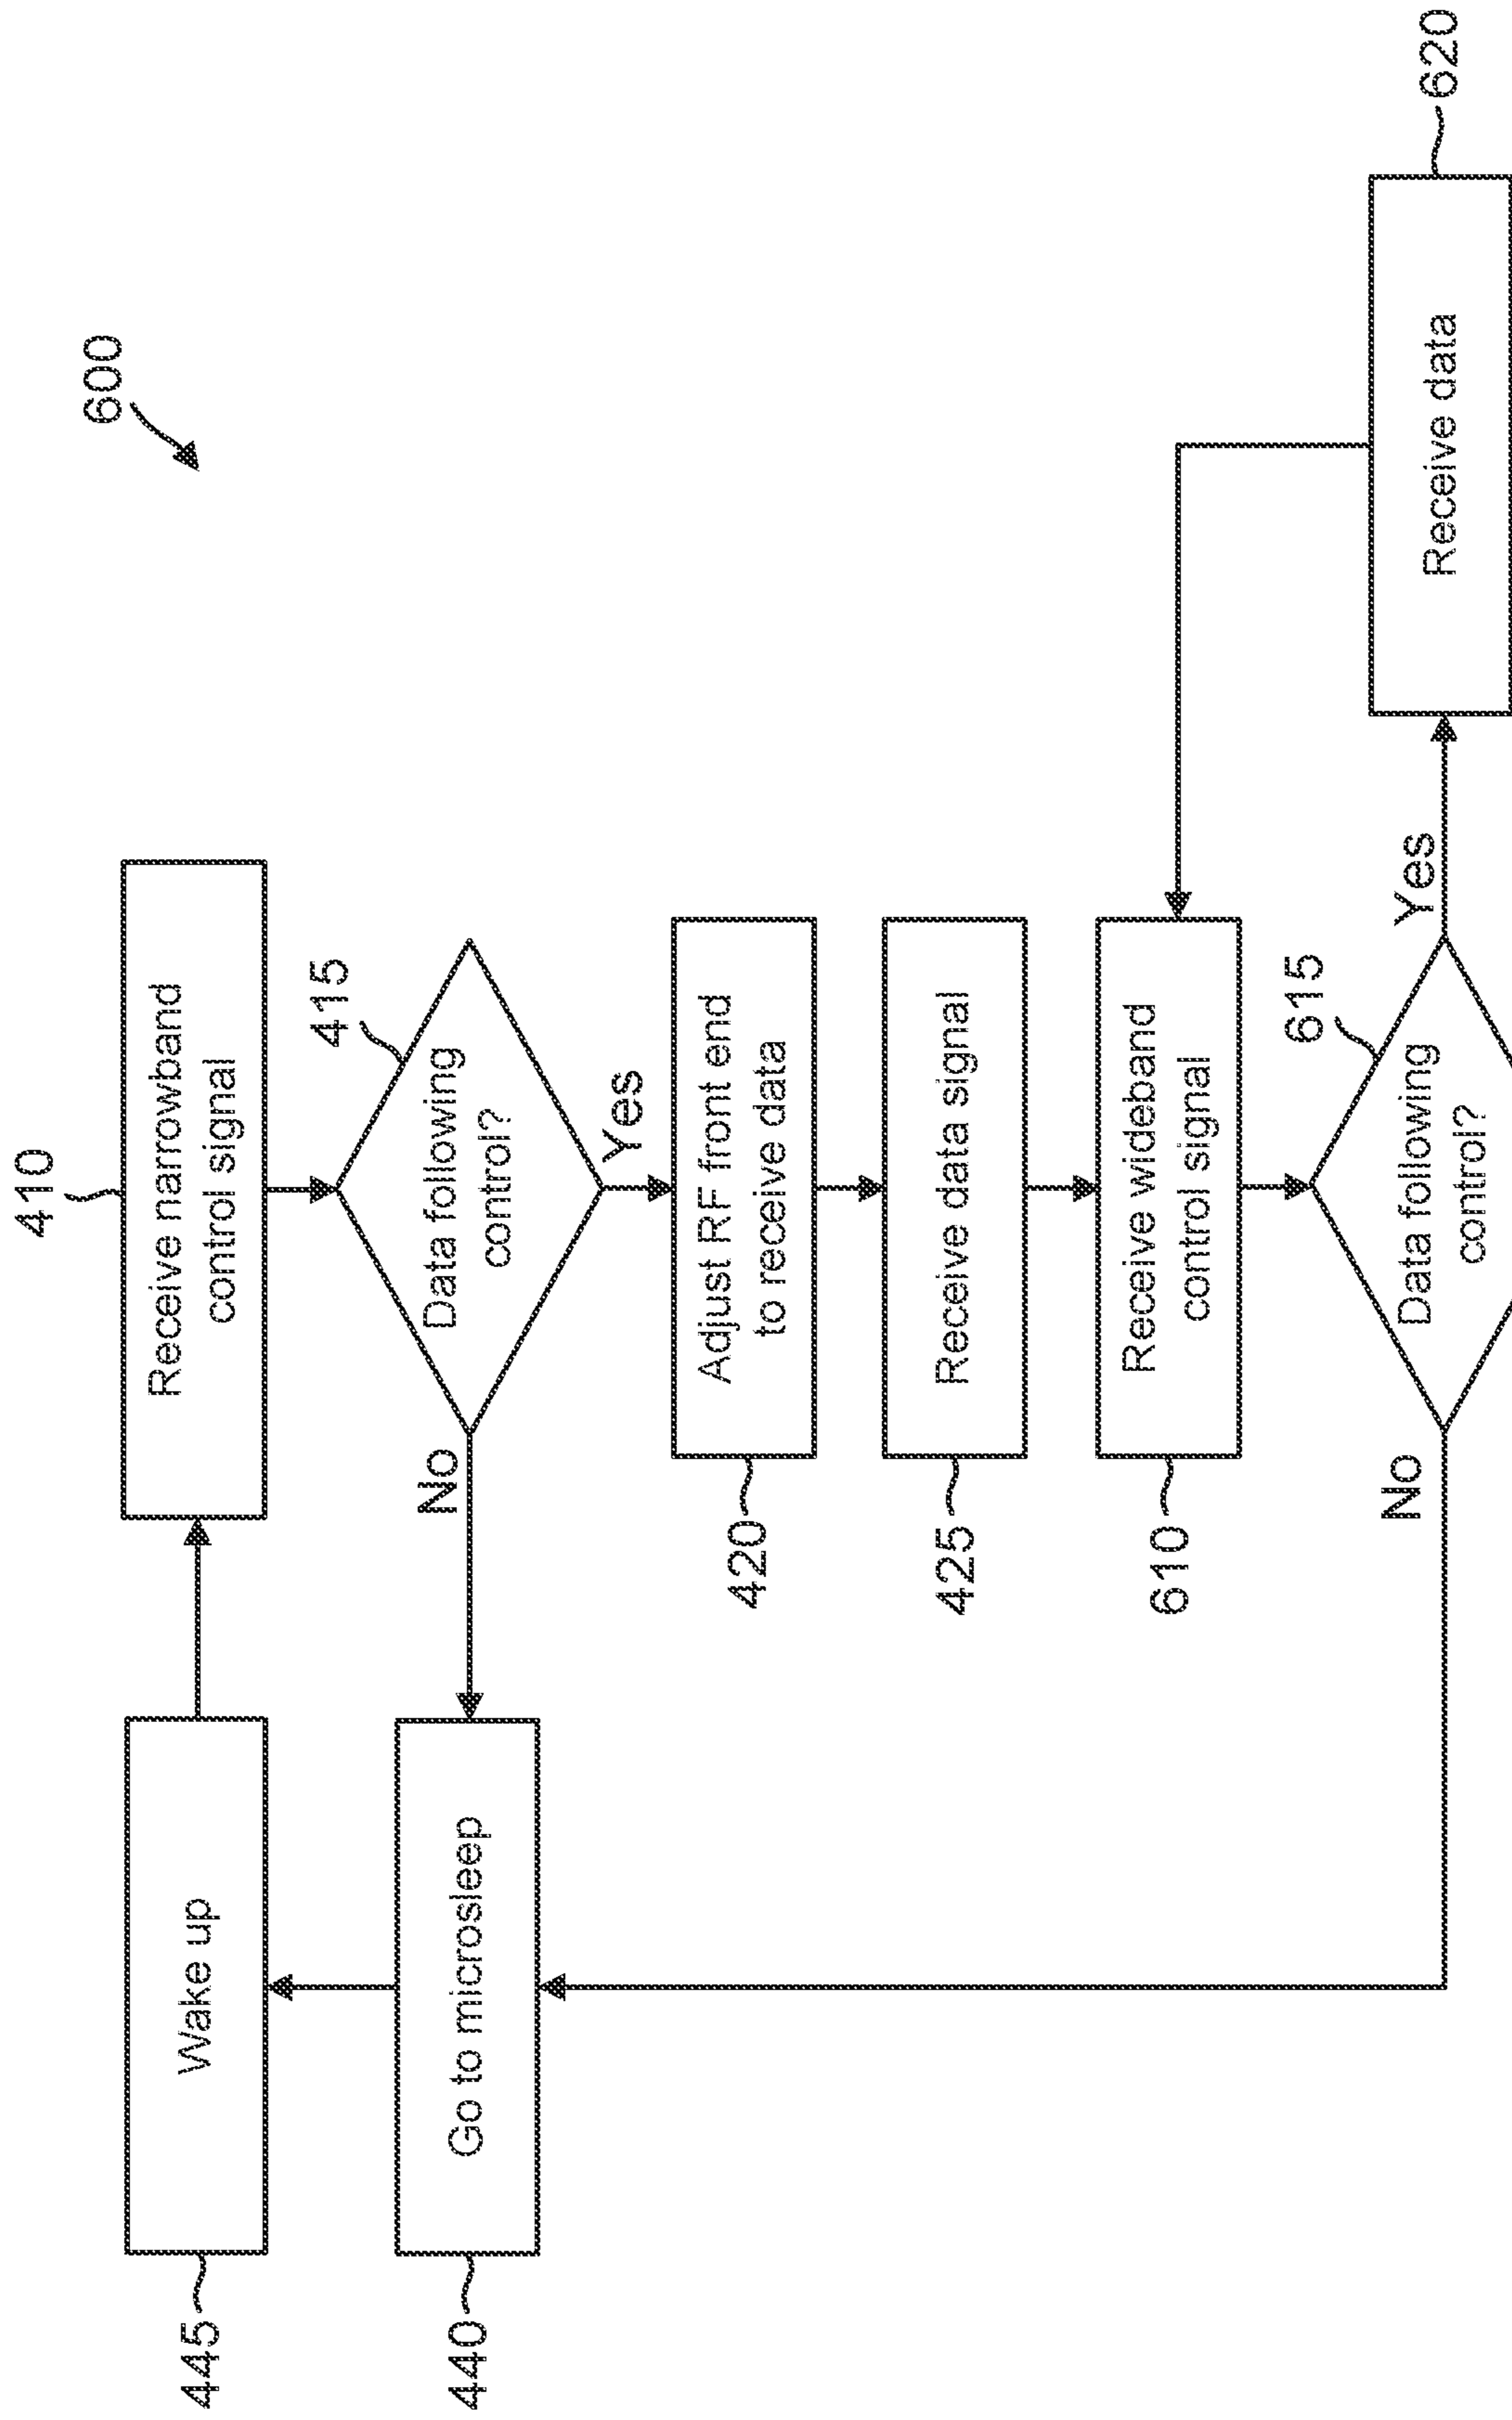 600
410
Receive narrowband
control signal
415
Data following
control?
No
Yes
445
Wake up
440
Go to microsleep
420
Adjust RF front end
to receive data
425
Receive data signal
610
Receive wideband
control signal
615
Data following
control?
No
Yes
620
Receive data